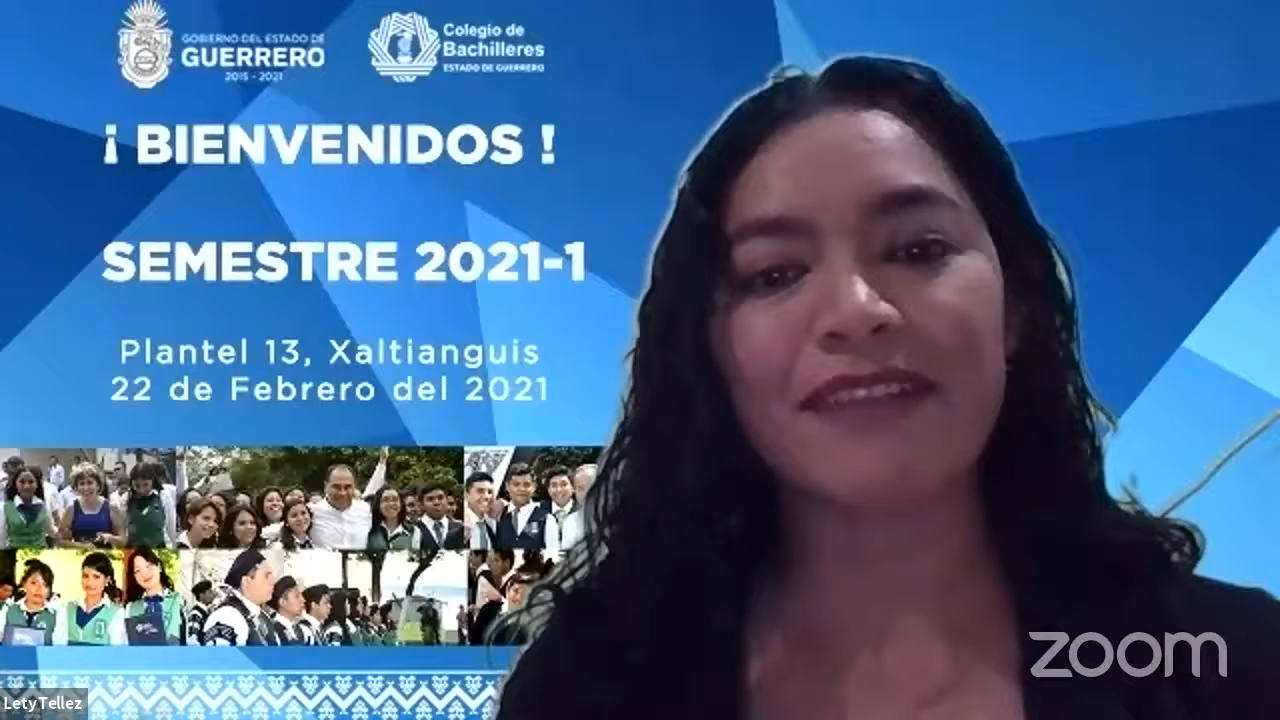 GOBIERNO DEL ESTADO DE
GUERRERO
2015 - 2021
Colegio de
Bachilleres
ESTADO DE GUERRERO
¡ BIENVENIDOS !
SEMESTRE 2021-1
Plantel 13, Xaltianguis
22 de Febrero del 2021
zoom
LetyTellez